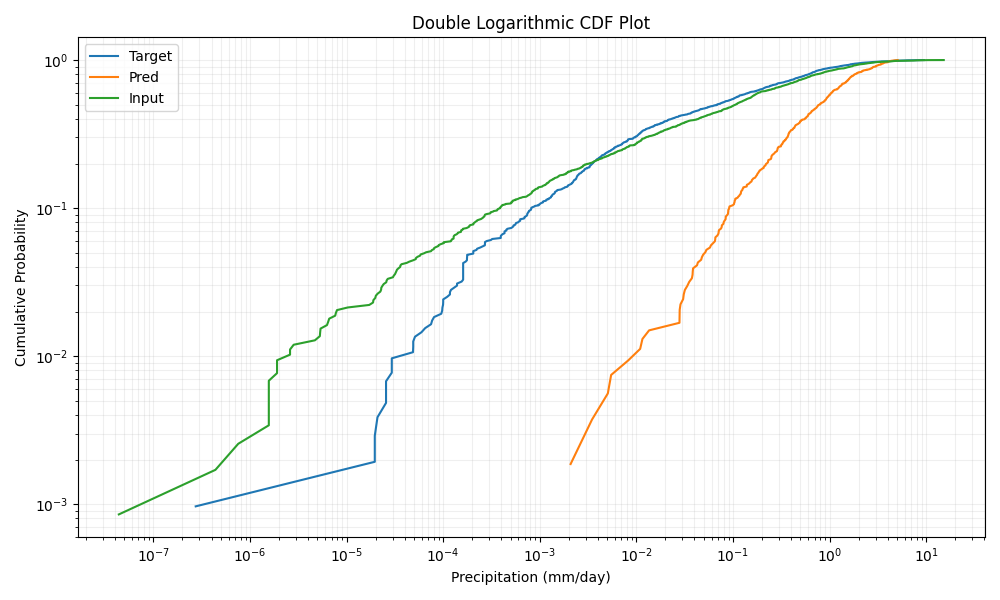 Double Logarithmic CDF Plot
Target
Pred
Input
Cumulative Probability
10⁰
10⁻¹
10⁻²
10⁻³
10⁻⁷ 10⁻⁶ 10⁻⁵ 10⁻⁴ 10⁻³ 10⁻² 10⁻¹ 10⁰ 10¹
Precipitation (mm/day)